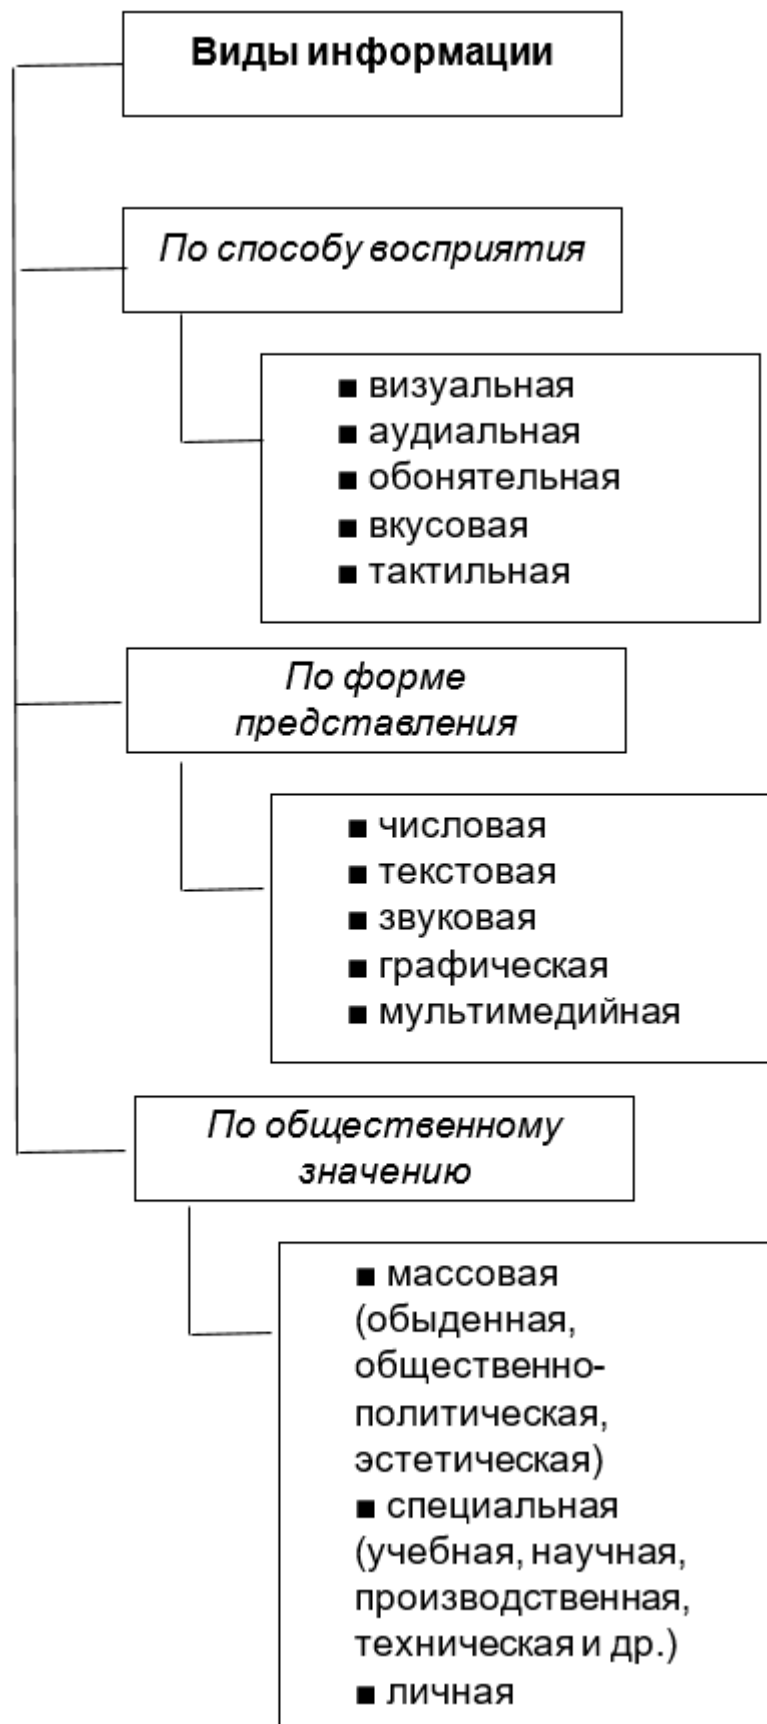 Виды информации
По способу восприятия
■ визуальная
■ аудиальная
■ обонятельная
■ вкусовая
■ тактильная
По форме
представления
■ числовая
■ текстовая
■ звуковая
■ графическая
■ мультимедийная
По общественному
значению
■ массовая
(обыденная,
общественно-
политическая,
эстетическая)
■ специальная
(учебная, научная,
производственная,
техническая и др.)
■ личная